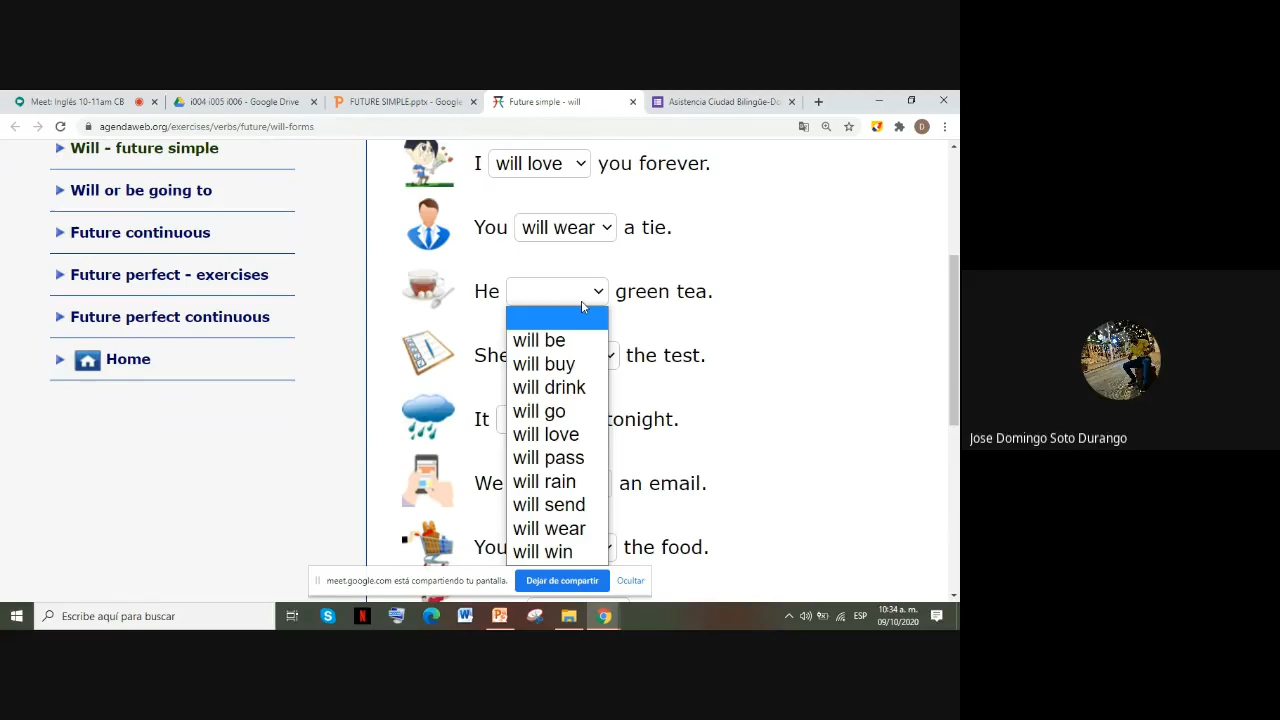 Meet: Inglés 10-11am CB
i004 i005 i006 - Google Drive
FUTURE SIMPLE.pptx - Google
Future simple - will
Asistencia Ciudad Bilingüe-Do
agendaweb.org/exercises/verbs/future/will-forms
D
Will - future simple
Will or be going to
Future continuous
Future perfect - exercises
Future perfect continuous
Home
I will love you forever.
You will wear a tie.
He green tea.
She the test.
It tonight.
We an email.
You the food.
will be
will buy
will drink
will go
will love
will pass
will rain
will send
will wear
will win
meet.google.com está compartiendo tu pantalla.
Dejar de compartir
Ocultar
Jose Domingo Soto Durango
Escribe aquí para buscar
ESP
10:34 a. m.
09/10/2020